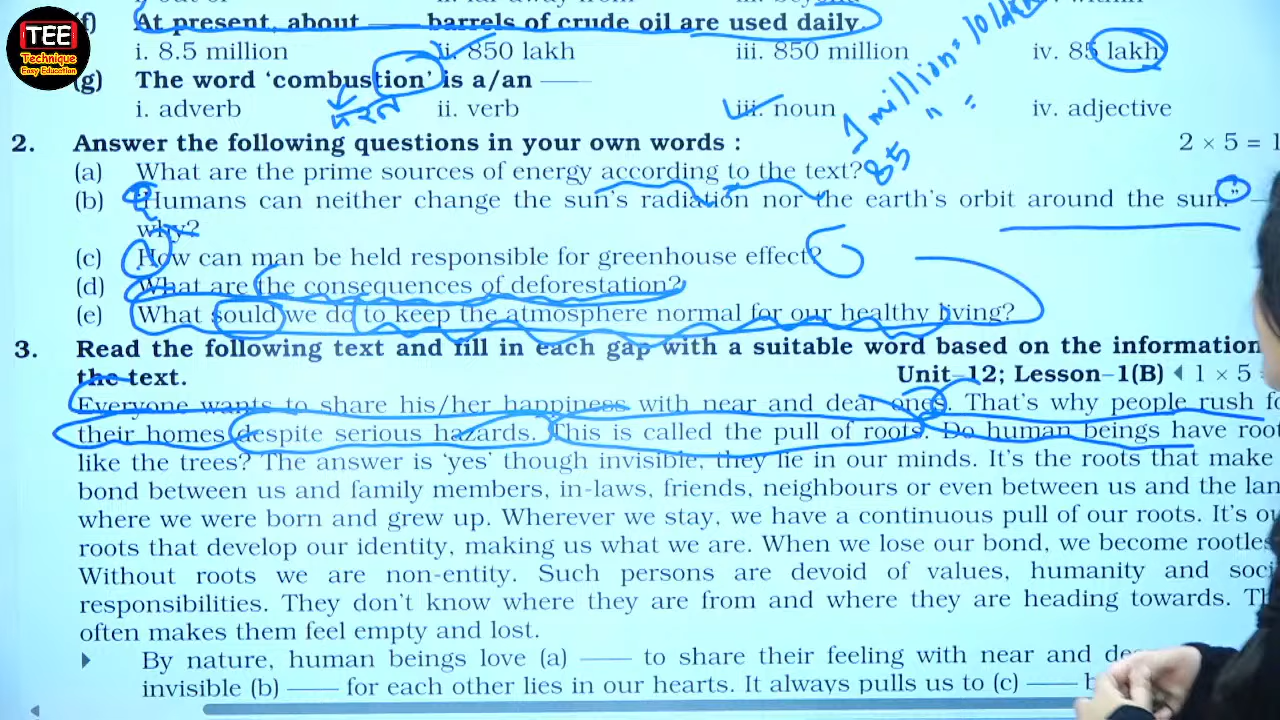 TEE
Technique
Easy Education
(f) At present, about —— barrels of crude oil are used daily.
i. 8.5 million ii. 850 lakh iii. 850 million iv. 85 lakh
(g) The word 'combustion' is a/an ——
i. adverb ii. verb iii. noun iv. adjective
1 million = 10 lakh
85 " =
2. Answer the following questions in your own words : 2 × 5 = 1
(a) What are the prime sources of energy according to the text?
(b) Humans can neither change the sun's radiation nor the earth's orbit around the sun. —
why?
(c) How can man be held responsible for greenhouse effect?
(d) What are the consequences of deforestation?
(e) What sould we do to keep the atmosphere normal for our healthy living?
3. Read the following text and fill in each gap with a suitable word based on the information
the text. Unit–12; Lesson–1(B) 1 × 5 =
Everyone wants to share his/her happiness with near and dear ones. That's why people rush fo
their homes despite serious hazards. This is called the pull of roots. Do human beings have root
like the trees? The answer is 'yes' though invisible, they lie in our minds. It's the roots that make
bond between us and family members, in-laws, friends, neighbours or even between us and the lan
where we were born and grew up. Wherever we stay, we have a continuous pull of our roots. It's ou
roots that develop our identity, making us what we are. When we lose our bond, we become rootles
Without roots we are non-entity. Such persons are devoid of values, humanity and soci
responsibilities. They don't know where they are from and where they are heading towards. Th
often makes them feel empty and lost.
By nature, human beings love (a) —— to share their feeling with near and de
invisible (b) —— for each other lies in our hearts. It always pulls us to (c) —— b